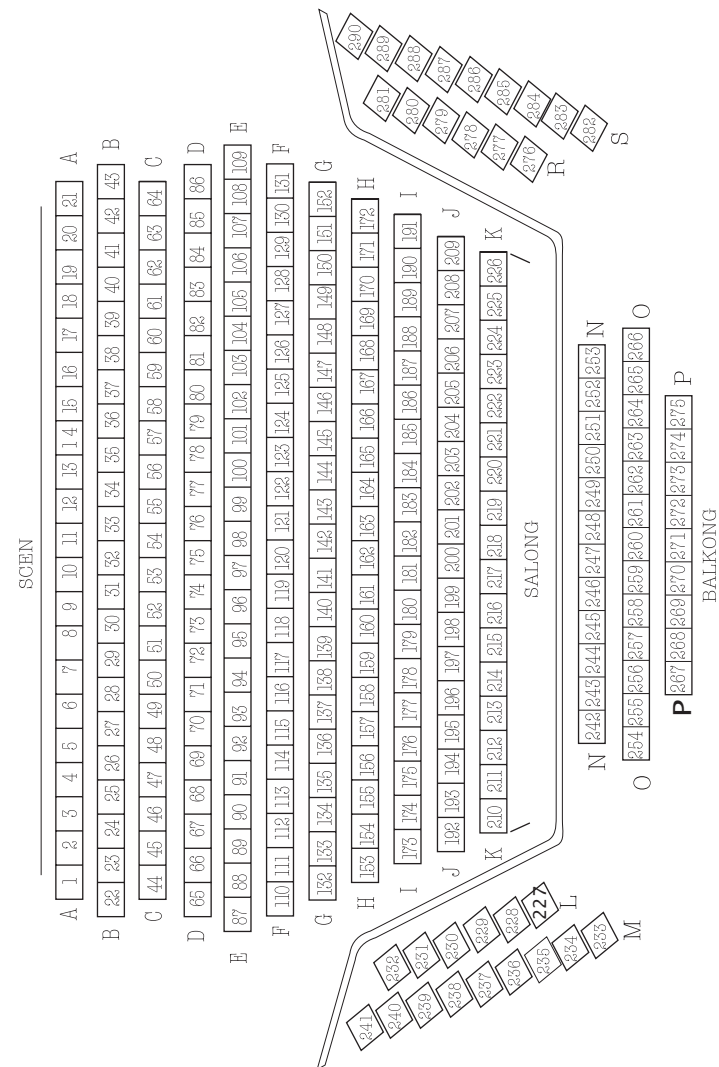 SCEN
A 1 2 3 4 5 6 7 8 9 10 11 12 13 14 15 16 17 18 19 20 21 A
B 22 23 24 25 26 27 28 29 30 31 32 33 34 35 36 37 38 39 40 41 42 43 B
C 44 45 46 47 48 49 50 51 52 53 54 55 56 57 58 59 60 61 62 63 64 C
D 65 66 67 68 69 70 71 72 73 74 75 76 77 78 79 80 81 82 83 84 85 86 D
E 87 88 89 90 91 92 93 94 95 96 97 98 99 100 101 102 103 104 105 106 107 108 109 E
F 110 111 112 113 114 115 116 117 118 119 120 121 122 123 124 125 126 127 128 129 130 131 F
G 132 133 134 135 136 137 138 139 140 141 142 143 144 145 146 147 148 149 150 151 152 G
H 153 154 155 156 157 158 159 160 161 162 163 164 165 166 167 168 169 170 171 172 H
I 173 174 175 176 177 178 179 180 181 182 183 184 185 186 187 188 189 190 191 I
J 192 193 194 195 196 197 198 199 200 201 202 203 204 205 206 207 208 209 J
K 210 211 212 213 214 215 216 217 218 219 220 221 222 223 224 225 226 K
SALONG
232 231 230 229 228 227 L
241 240 239 238 237 236 235 234 233 M
N 242 243 244 245 246 247 248 249 250 251 252 253 N
O 254 255 256 257 258 259 260 261 262 263 264 265 266 O
P 267 268 289 270 271 272 273 274 275 P
BALKONG
281 280 279 278 277 276 R
290 289 288 287 286 285 284 283 282 S